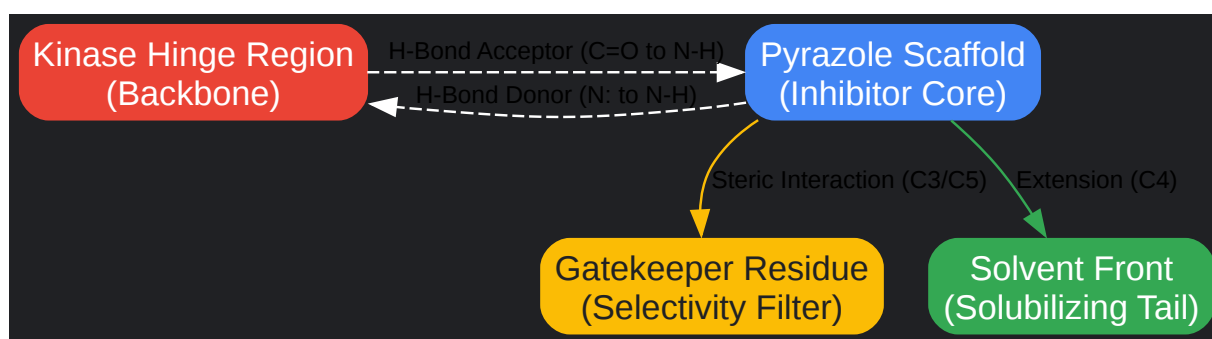 Kinase Hinge Region
(Backbone)
H-Bond Acceptor (C=O to N-H)
H-Bond Donor (N: to N-H)
Pyrazole Scaffold
(Inhibitor Core)
Steric Interaction (C3/C5)
Extension (C4)
Gatekeeper Residue
(Selectivity Filter)
Solvent Front
(Solubilizing Tail)